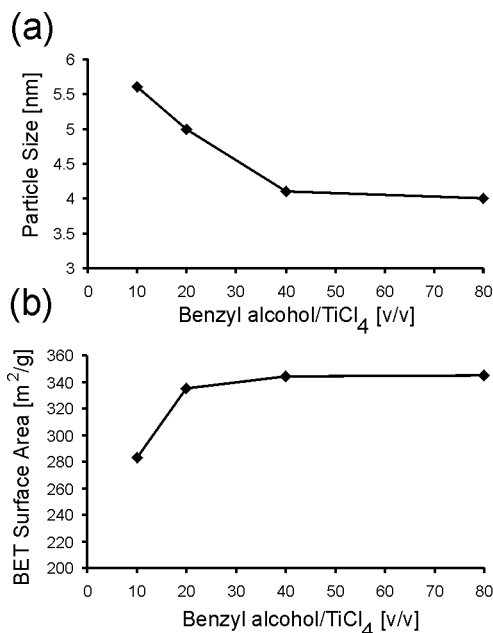 (a)
Particle Size [nm]
6
5.5
5
4.5
4
3.5
3
0 10 20 30 40 50 60 70 80
Benzyl alcohol/TiCl4 [v/v]
(b)
BET Surface Area [m²/g]
360
340
320
300
280
260
240
220
200
0 10 20 30 40 50 60 70 80
Benzyl alcohol/TiCl4 [v/v]